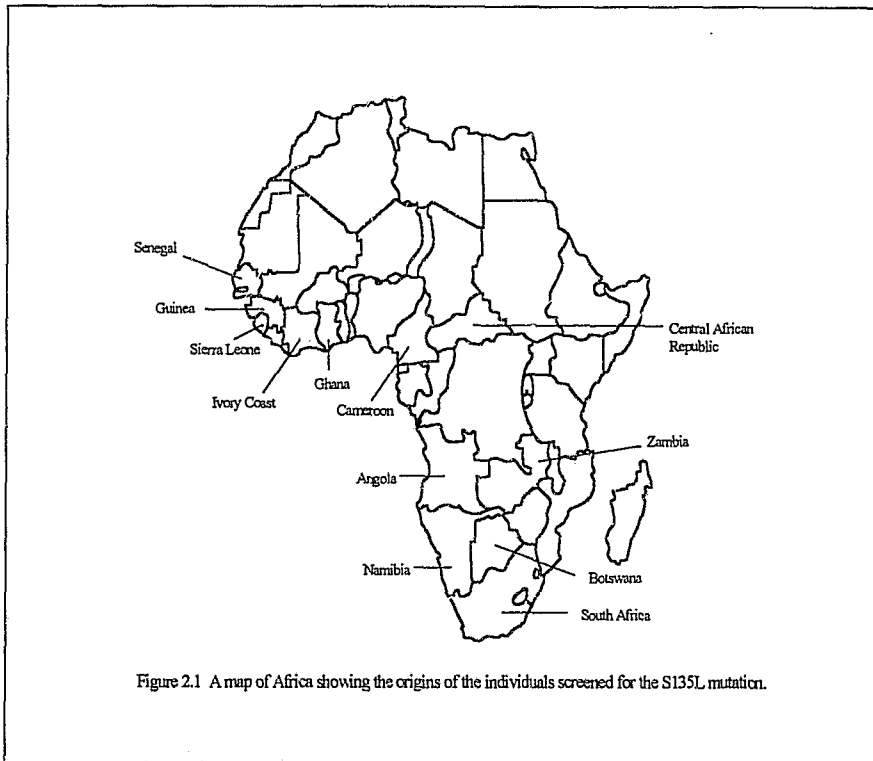 Senegal
Guinea
Sierra Leone
Ivory Coast
Ghana
Cameroon
Central African
Republic
Zambia
Angola
Namibia
Botswana
South Africa
Figure 2.1 A map of Africa showing the origins of the individuals screened for the S135L mutation.